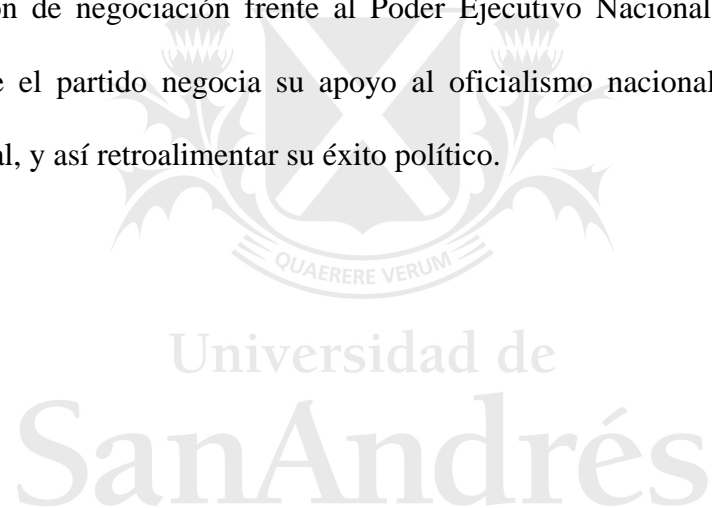 ón de negociación frente al Poder Ejecutivo Nacional
e el partido negocia su apoyo al oficialismo nacional
al, y así retroalimentar su éxito político.
QUAERERE VERUM
Universidad de
SanAndrés